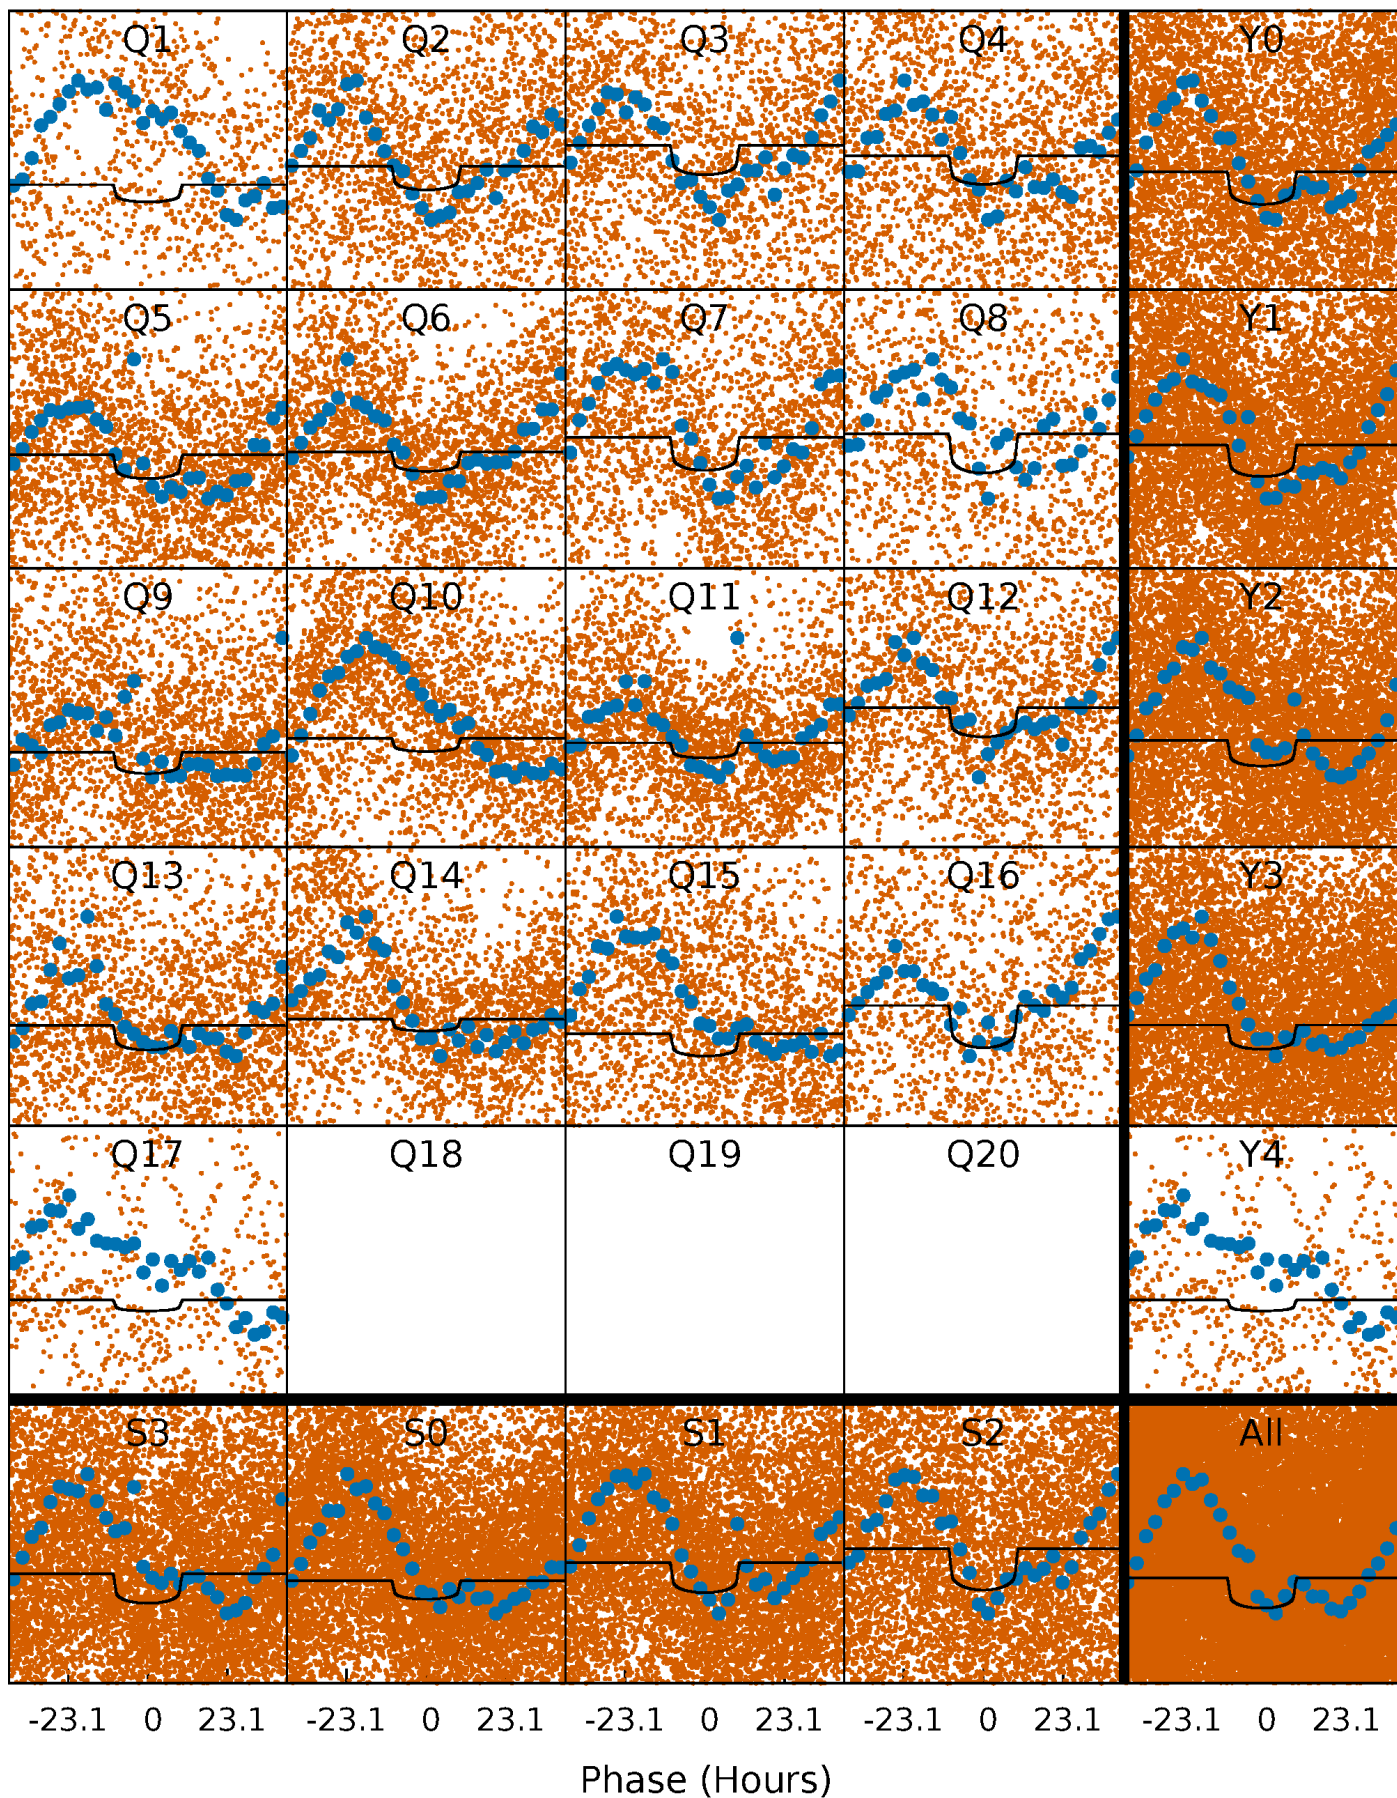 Q1 Q2 Q3 Q4 Y0
Q5 Q6 Q7 Q8 Y1
Q9 Q10 Q11 Q12 Y2
Q13 Q14 Q15 Q16 Y3
Q17 Q18 Q19 Q20 Y4
S3 S0 S1 S2 All
-23.1 0 23.1 -23.1 0 23.1 -23.1 0 23.1 -23.1 0 23.1 -23.1 0 23.1
Phase (Hours)